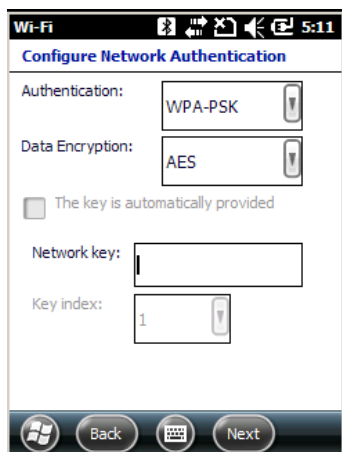 Wi-Fi 5:11
Configure Network Authentication
Authentication: WPA-PSK
Data Encryption: AES
The key is automatically provided
Network key:
Key index: 1
Back Next